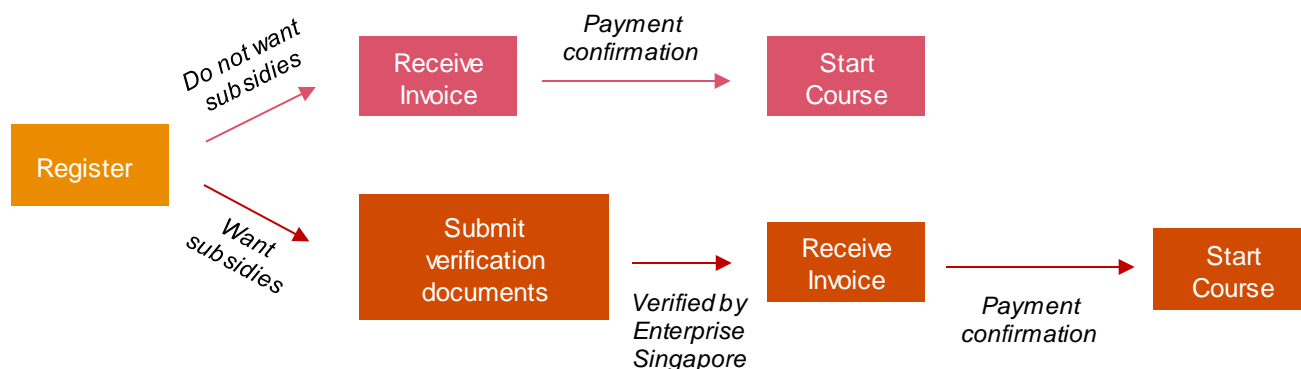 Do not want
subsidies
Receive
Invoice
Payment
confirmation
Start
Course
Register
Want
subsidies
Submit
verification
documents
Verified by
Enterprise
Singapore
Receive
Invoice
Payment
confirmation
Start
Course